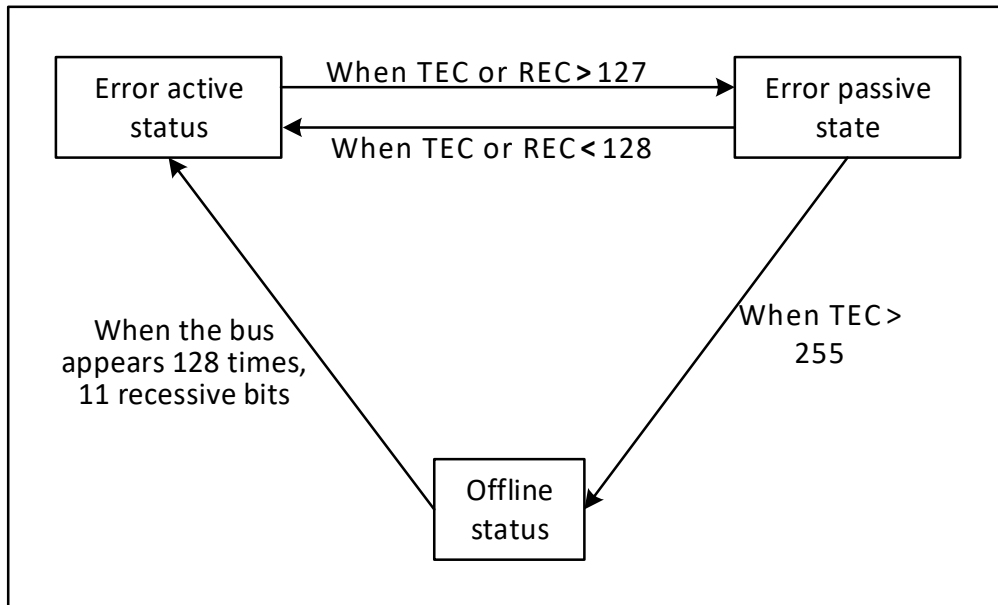 Error active
status
When TEC or REC > 127
When TEC or REC < 128
Error passive
state
When the bus
appears 128 times,
11 recessive bits
When TEC >
255
Offline
status